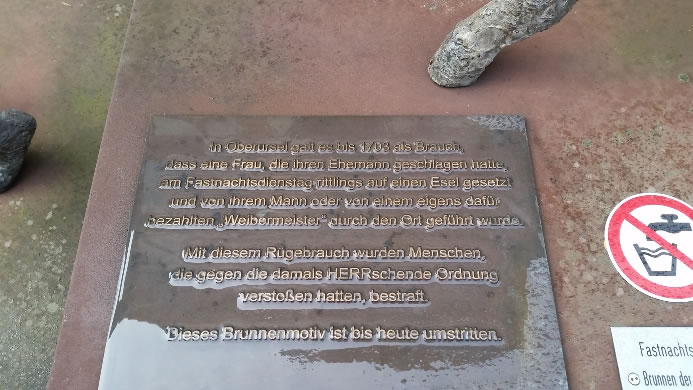 In Oberursel galt es bis 1703 als Brauch,
dass eine Frau, die ihren Ehemann geschlagen hatte,
am Fastnachtsdienstag rittlings auf einen Esel gesetzt
und von ihrem Mann oder von einem eigens dafür
bezahlten „Weibermeister" durch den Ort geführt wurde.
Mit diesem Rügebrauch wurden Menschen,
die gegen die damals HERRschende Ordnung
verstoßen hatten, bestraft.
Dieses Brunnenmotiv ist bis heute umstritten.
Fastnachts
Brunnen der